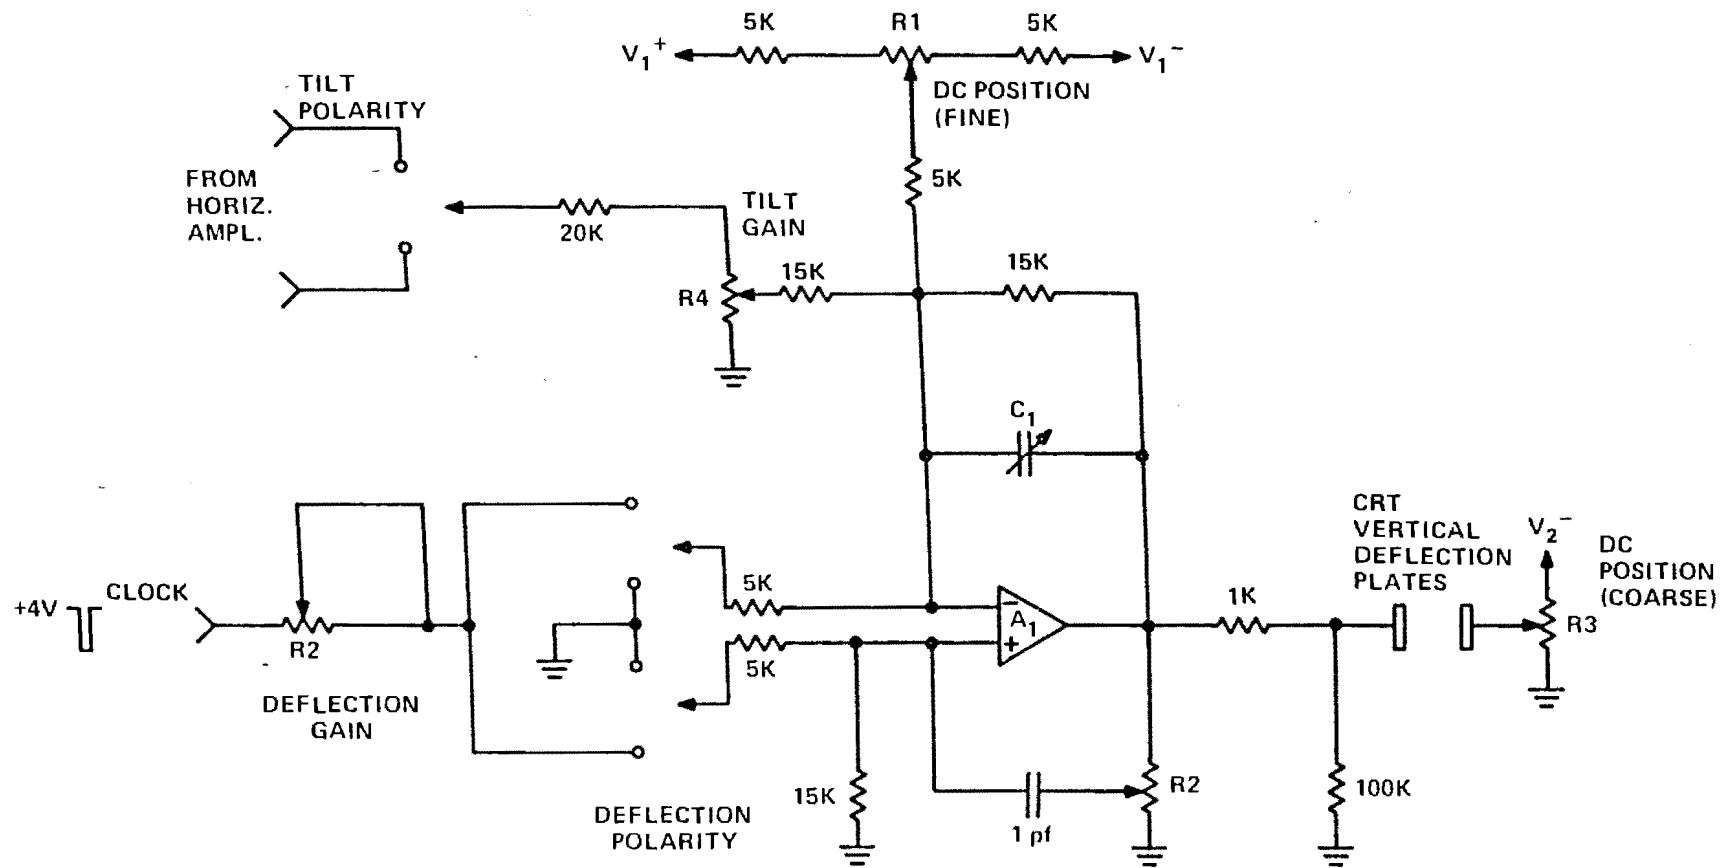 5K
R1
5K
V1+
V1-
DC POSITION
(FINE)
TILT
POLARITY
FROM
HORIZ.
AMPL.
20K
TILT
GAIN
5K
R4
15K
15K
C1
+4V
CLOCK
R2
DEFLECTION
GAIN
5K
5K
A1
-
+
1K
CRT
VERTICAL
DEFLECTION
PLATES
V2-
DC
POSITION
(COARSE)
R3
DEFLECTION
POLARITY
15K
1 pf
R2
100K